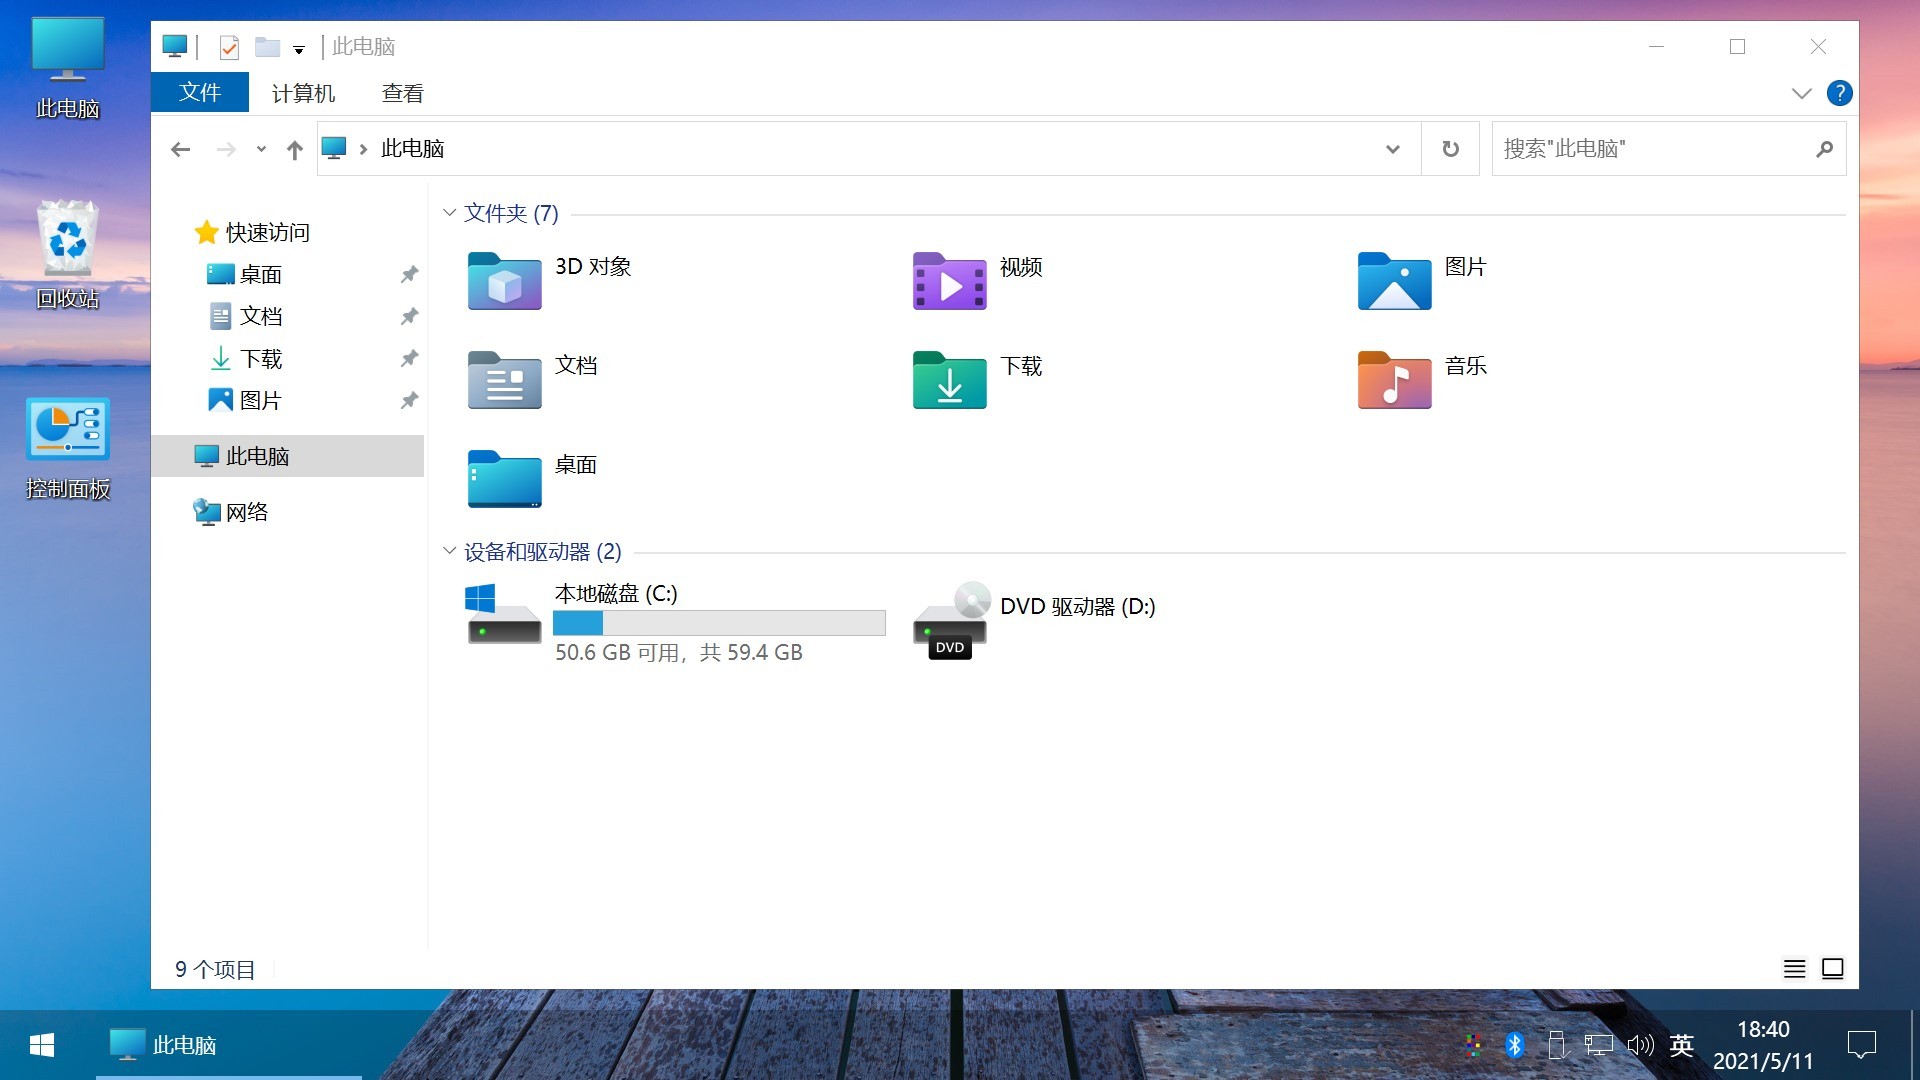 此电脑
回收站
控制面板
此电脑
文件
计算机
查看
?
此电脑
搜索"此电脑"
快速访问
桌面
文档
下载
图片
此电脑
网络
文件夹 (7)
3D 对象
视频
图片
文档
下载
音乐
桌面
设备和驱动器 (2)
本地磁盘 (C:)
50.6 GB 可用，共 59.4 GB
DVD
DVD 驱动器 (D:)
9 个项目
此电脑
英
18:40
2021/5/11